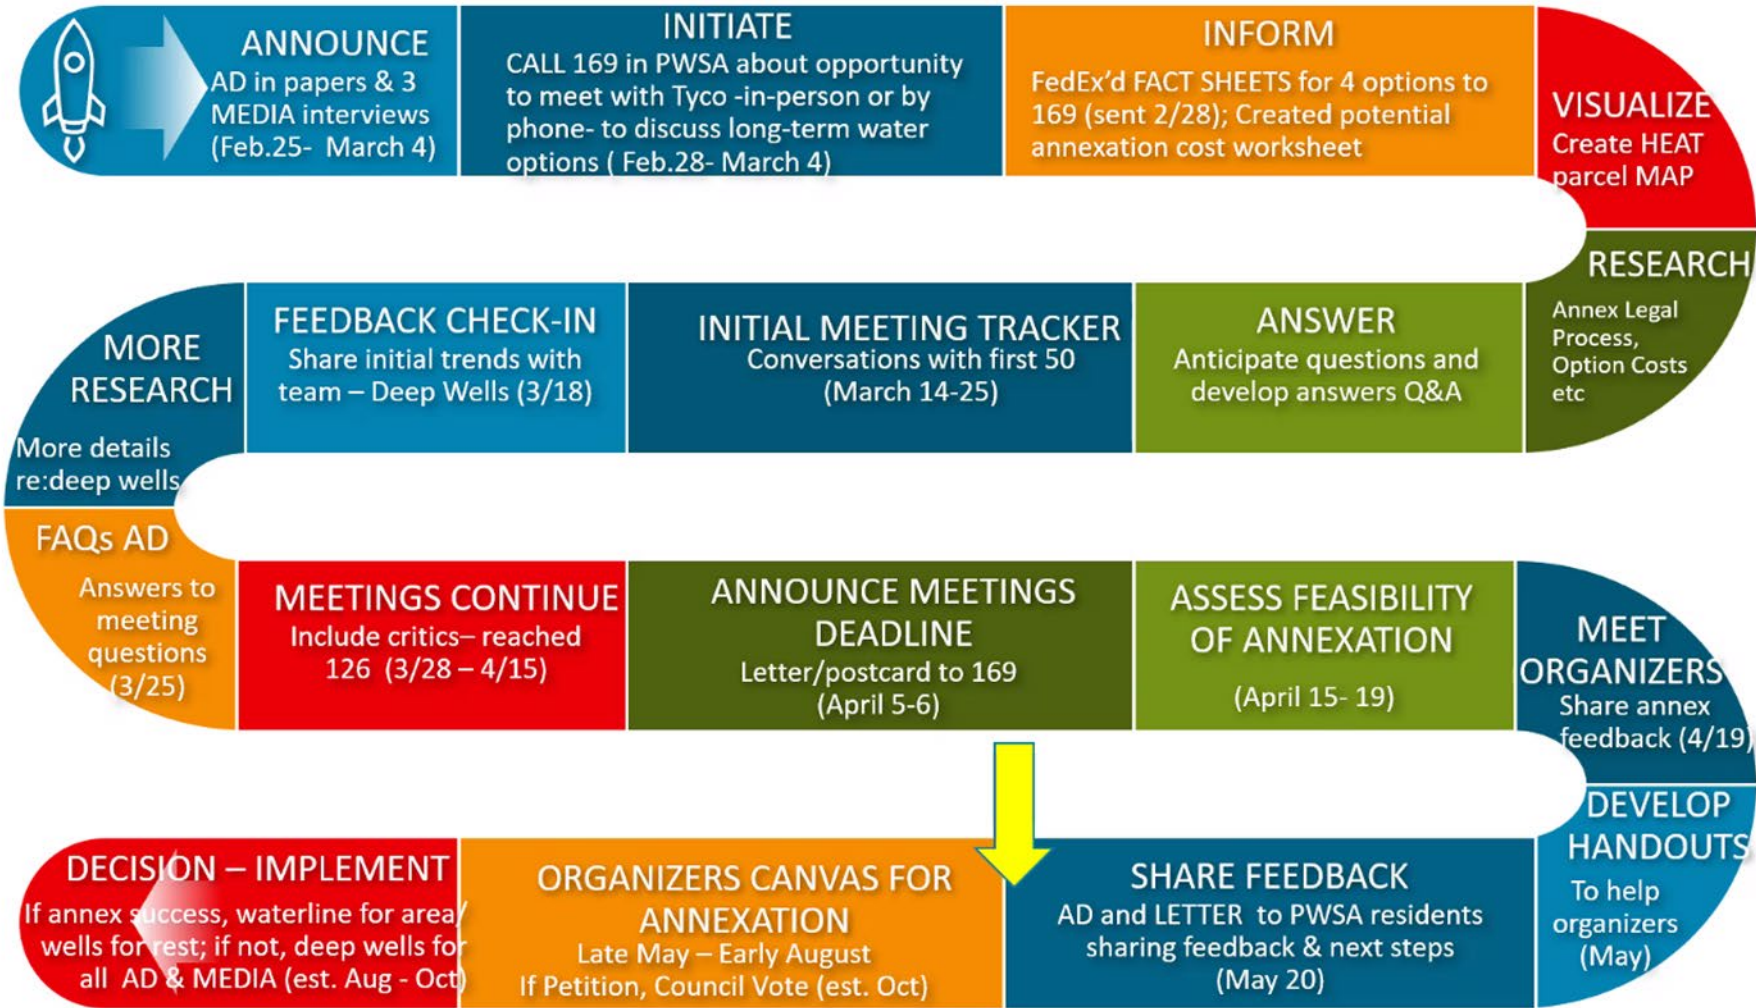 ANNOUNCE
AD in papers & 3
MEDIA interviews
(Feb.25- March 4)
INITIATE
CALL 169 in PWSA about opportunity
to meet with Tyco -in-person or by
phone- to discuss long-term water
options ( Feb.28- March 4)
INFORM
FedEx'd FACT SHEETS for 4 options to
169 (sent 2/28); Created potential
annexation cost worksheet
VISUALIZE
Create HEAT
parcel MAP
RESEARCH
Annex Legal
Process,
Option Costs
etc
ANSWER
Anticipate questions and
develop answers Q&A
INITIAL MEETING TRACKER
Conversations with first 50
(March 14-25)
FEEDBACK CHECK-IN
Share initial trends with
team – Deep Wells (3/18)
MORE
RESEARCH
More details
re:deep wells
FAQs AD
Answers to
meeting
questions
(3/25)
MEETINGS CONTINUE
Include critics– reached
126 (3/28 – 4/15)
ANNOUNCE MEETINGS
DEADLINE
Letter/postcard to 169
(April 5-6)
ASSESS FEASIBILITY
OF ANNEXATION
(April 15- 19)
MEET
ORGANIZERS
Share annex
feedback (4/19)
DEVELOP
HANDOUTS
To help
organizers
(May)
SHARE FEEDBACK
AD and LETTER to PWSA residents
sharing feedback & next steps
(May 20)
ORGANIZERS CANVAS FOR
ANNEXATION
Late May – Early August
If Petition, Council Vote (est. Oct)
DECISION – IMPLEMENT
If annex success, waterline for area/
wells for rest; if not, deep wells for
all AD & MEDIA (est. Aug - Oct)